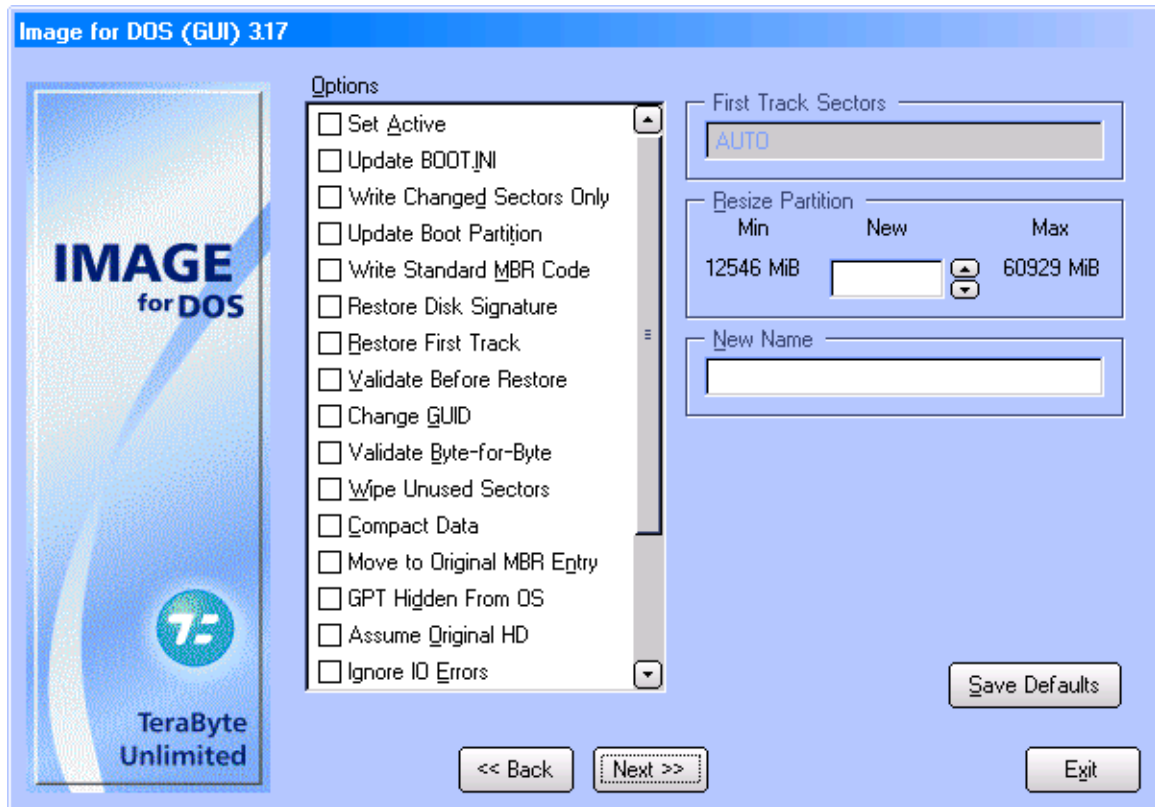 Image for DOS (GUI) 3.17
IMAGE
for DOS
TeraByte
Unlimited
Options
Set Active
Update BOOT.INI
Write Changed Sectors Only
Update Boot Partition
Write Standard MBR Code
Restore Disk Signature
Restore First Track
Validate Before Restore
Change GUID
Validate Byte-for-Byte
Wipe Unused Sectors
Compact Data
Move to Original MBR Entry
GPT Hidden From OS
Assume Original HD
Ignore IO Errors
First Track Sectors
AUTO
Resize Partition
Min New Max
12546 MiB 60929 MiB
New Name
Save Defaults
<< Back Next >> Exit